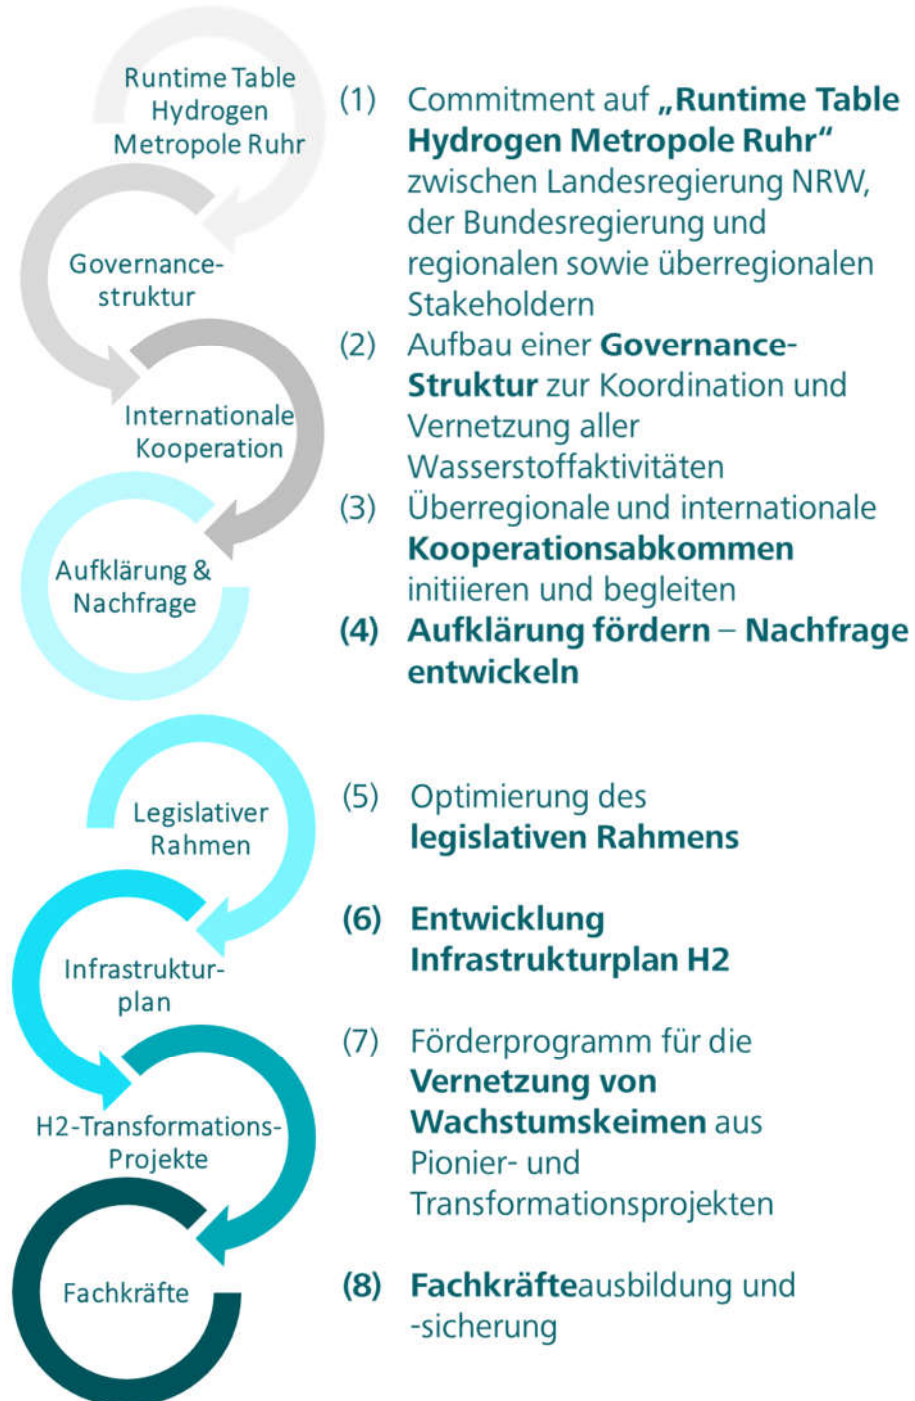 Runtime Table
Hydrogen
Metropole Ruhr
(1) Commitment auf „Runtime Table
Hydrogen Metropole Ruhr“
zwischen Landesregierung NRW,
der Bundesregierung und
regionalen sowie überregionalen
Stakeholdern
Governance-
struktur
(2) Aufbau einer Governance-
Struktur zur Koordination und
Vernetzung aller
Wasserstoffaktivitäten
Internationale
Kooperation
(3) Überregionale und internationale
Kooperationsabkommen
initiieren und begleiten
Aufklärung &
Nachfrage
(4) Aufklärung fördern – Nachfrage
entwickeln
Legislativer
Rahmen
(5) Optimierung des
legislativen Rahmens
Infrastruktur-
plan
(6) Entwicklung
Infrastrukturplan H2
H2-Transformations-
Projekte
(7) Förderprogramm für die
Vernetzung von
Wachstumskeimen aus
Pionier- und
Transformationsprojekten
Fachkräfte
(8) Fachkräfteausbildung und
-sicherung